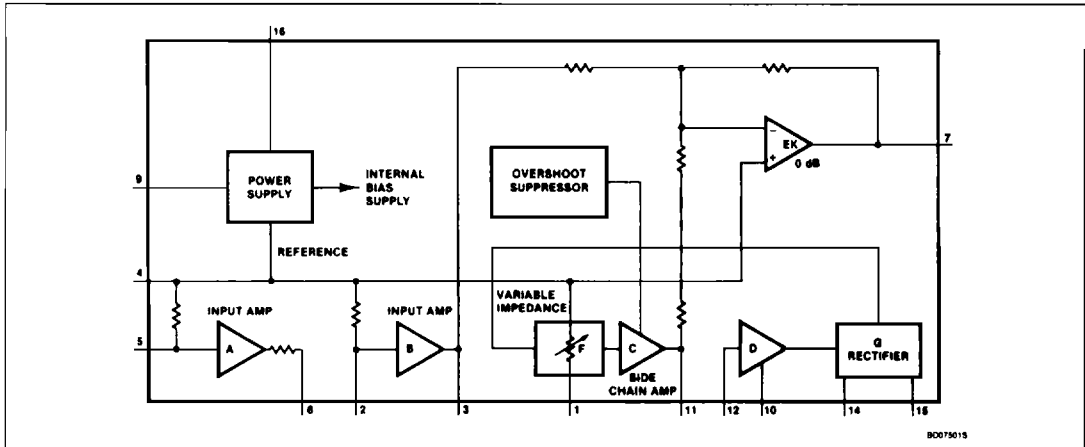 16
9
POWER
SUPPLY
INTERNAL
BIAS
SUPPLY
OVERSHOOT
SUPPRESSOR
−
EK
+
0 dB
7
REFERENCE
4
VARIABLE
IMPEDANCE
INPUT AMP
INPUT AMP
5
A
B
F
C
SIDE
CHAIN AMP
D
G
RECTIFIER
6
2
3
1
11
12
10
14
15
BD07501S